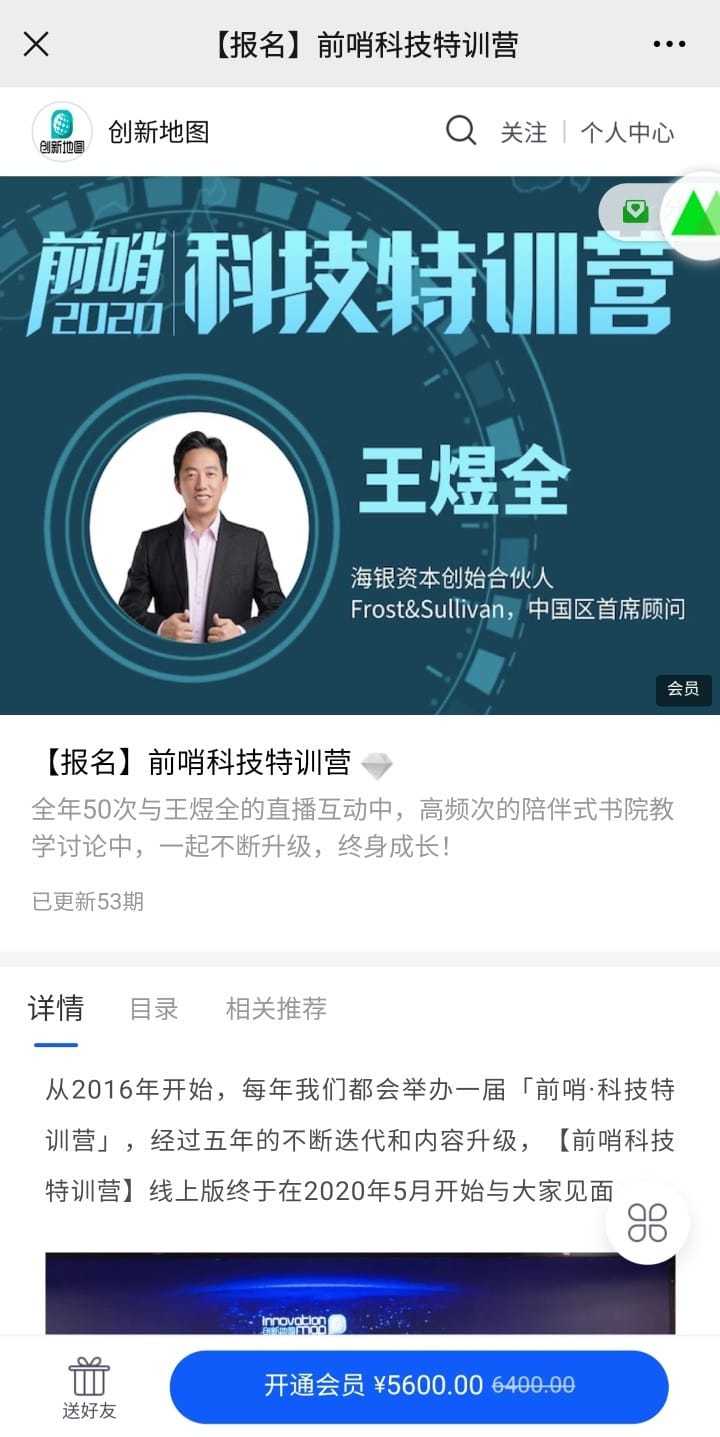 【报名】前哨科技特训营
创新地图
创新地图
关注
个人中心
前哨
2020
科技特训营
王煜全
海银资本创始合伙人
Frost&Sullivan，中国区首席顾问
会员
【报名】前哨科技特训营
全年50次与王煜全的直播互动中，高频次的陪伴式书院教
学讨论中，一起不断升级，终身成长！
已更新53期
详情
目录
相关推荐
从2016年开始，每年我们都会举办一届「前哨·科技特
训营」，经过五年的不断迭代和内容升级，【前哨科技
特训营】线上版终于在2020年5月开始与大家见面
Innovation
送好友
开通会员 ¥5600.00 6400.00